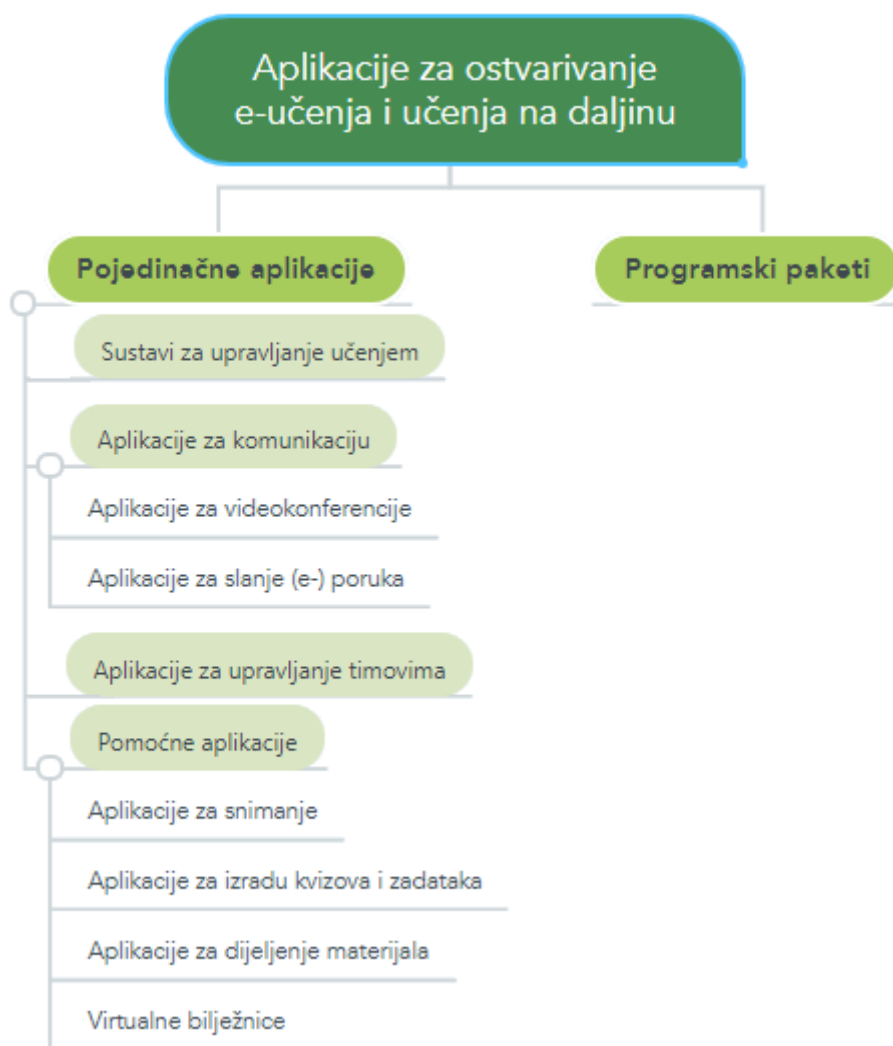 Aplikacije za ostvarivanje
e-učenja i učenja na daljinu
Pojedinačne aplikacije
Programski paketi
Sustavi za upravljanje učenjem
Aplikacije za komunikaciju
Aplikacije za videokonferencije
Aplikacije za slanje (e-) poruka
Aplikacije za upravljanje timovima
Pomoćne aplikacije
Aplikacije za snimanje
Aplikacije za izradu kvizova i zadataka
Aplikacije za dijeljenje materijala
Virtualne bilježnice